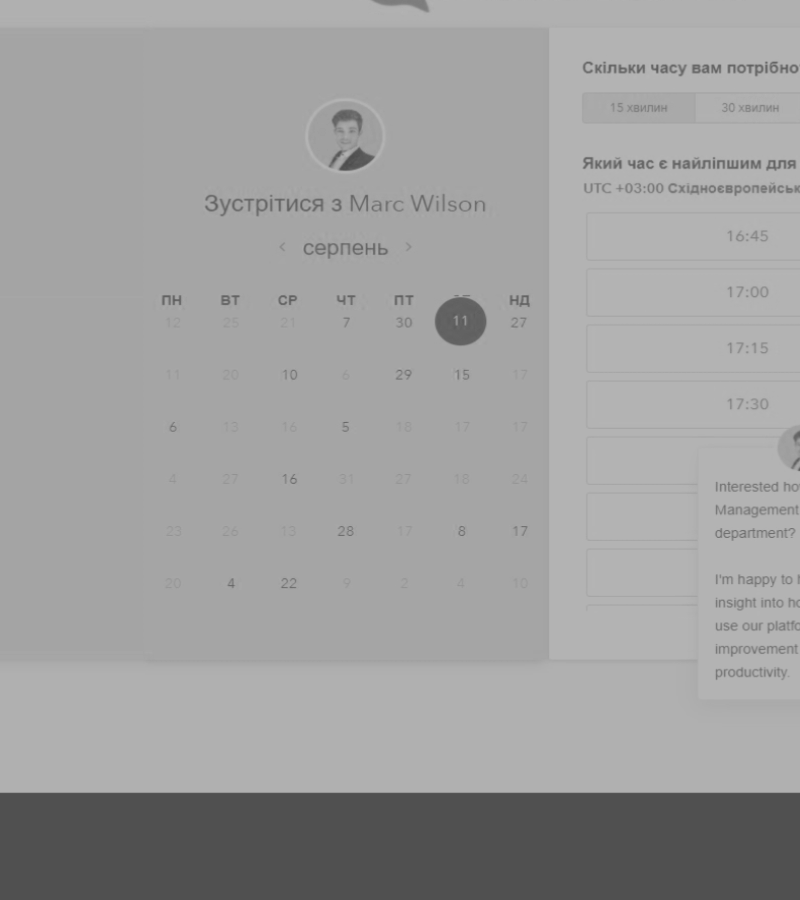 Зустрітися з Marc Wilson
< серпень >
ПН ВТ СР ЧТ ПТ НД
12 25 21 7 30 11 27
11 20 10 6 29 15 17
6 13 16 5 18 17 17
4 27 16 31 27 18 24
23 26 13 28 17 8 17
20 4 22 9 2 4 10
Скільки часу вам потрібно
15 хвилин 30 хвилин
Який час є найліпшим для
UTC +03:00 Східноєвропейськ
16:45
17:00
17:15
17:30
Interested ho
Management
department?
I'm happy to
insight into ho
use our platfo
improvement
productivity.